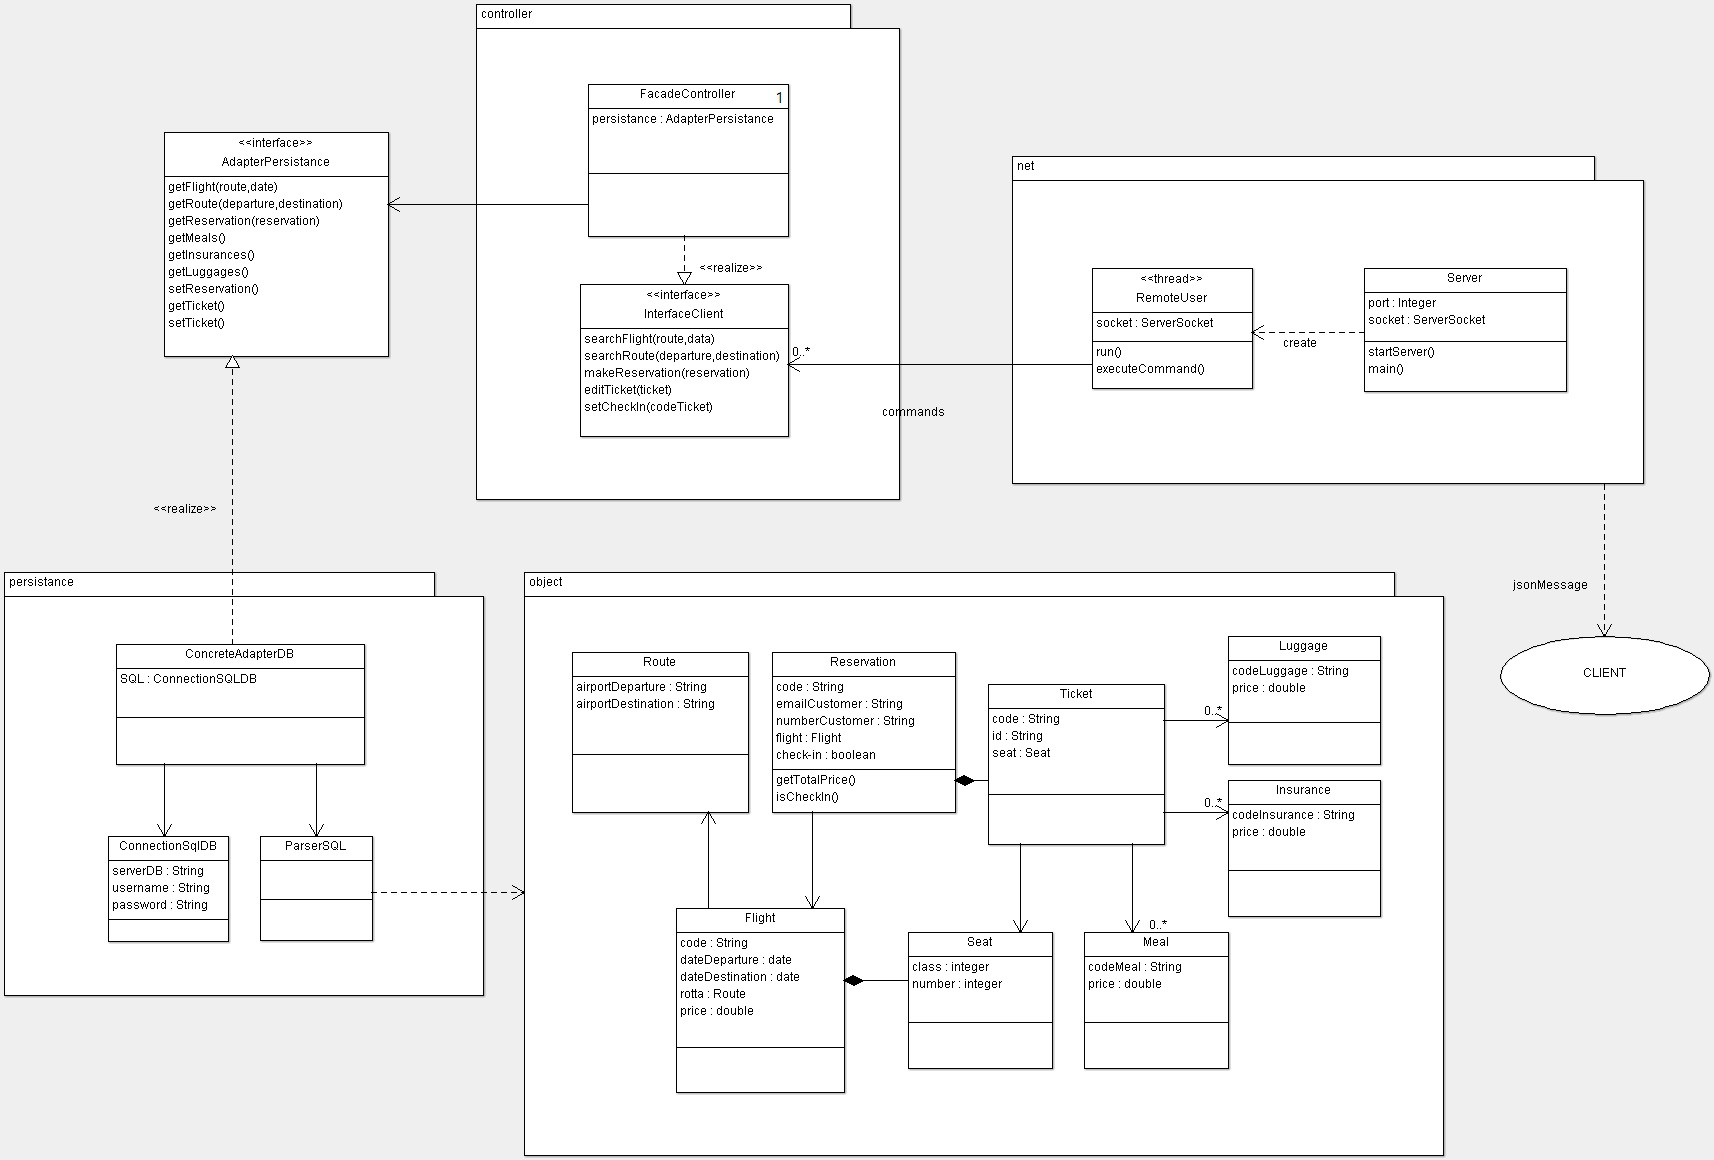 controller
FacadeController
1
persistance : AdapterPersistance
<<interface>>
AdapterPersistance
getFlight(route,date)
getRoute(departure,destination)
getReservation(reservation)
getMeals()
getInsurances()
getLuggages()
setReservation()
getTicket()
setTicket()
<<realize>>
<<interface>>
InterfaceClient
searchFlight(route,data)
searchRoute(departure,destination)
makeReservation(reservation)
editTicket(ticket)
setCheckIn(codeTicket)
0..*
commands
net
<<thread>>
RemoteUser
socket : ServerSocket
run()
executeCommand()
create
Server
port : Integer
socket : ServerSocket
startServer()
main()
jsonMessage
CLIENT
<<realize>>
persistance
ConcreteAdapterDB
SQL : ConnectionSQLDB
ConnectionSqlDB
serverDB : String
username : String
password : String
ParserSQL
object
Route
airportDeparture : String
airportDestination : String
Reservation
code : String
emailCustomer : String
numberCustomer : String
flight : Flight
check-in : boolean
getTotalPrice()
isCheckIn()
Ticket
code : String
id : String
seat : Seat
0..*
Luggage
codeLuggage : String
price : double
0..*
Insurance
codeInsurance : String
price : double
Flight
code : String
dateDeparture : date
dateDestination : date
rotta : Route
price : double
Seat
class : integer
number : integer
0..*
Meal
codeMeal : String
price : double